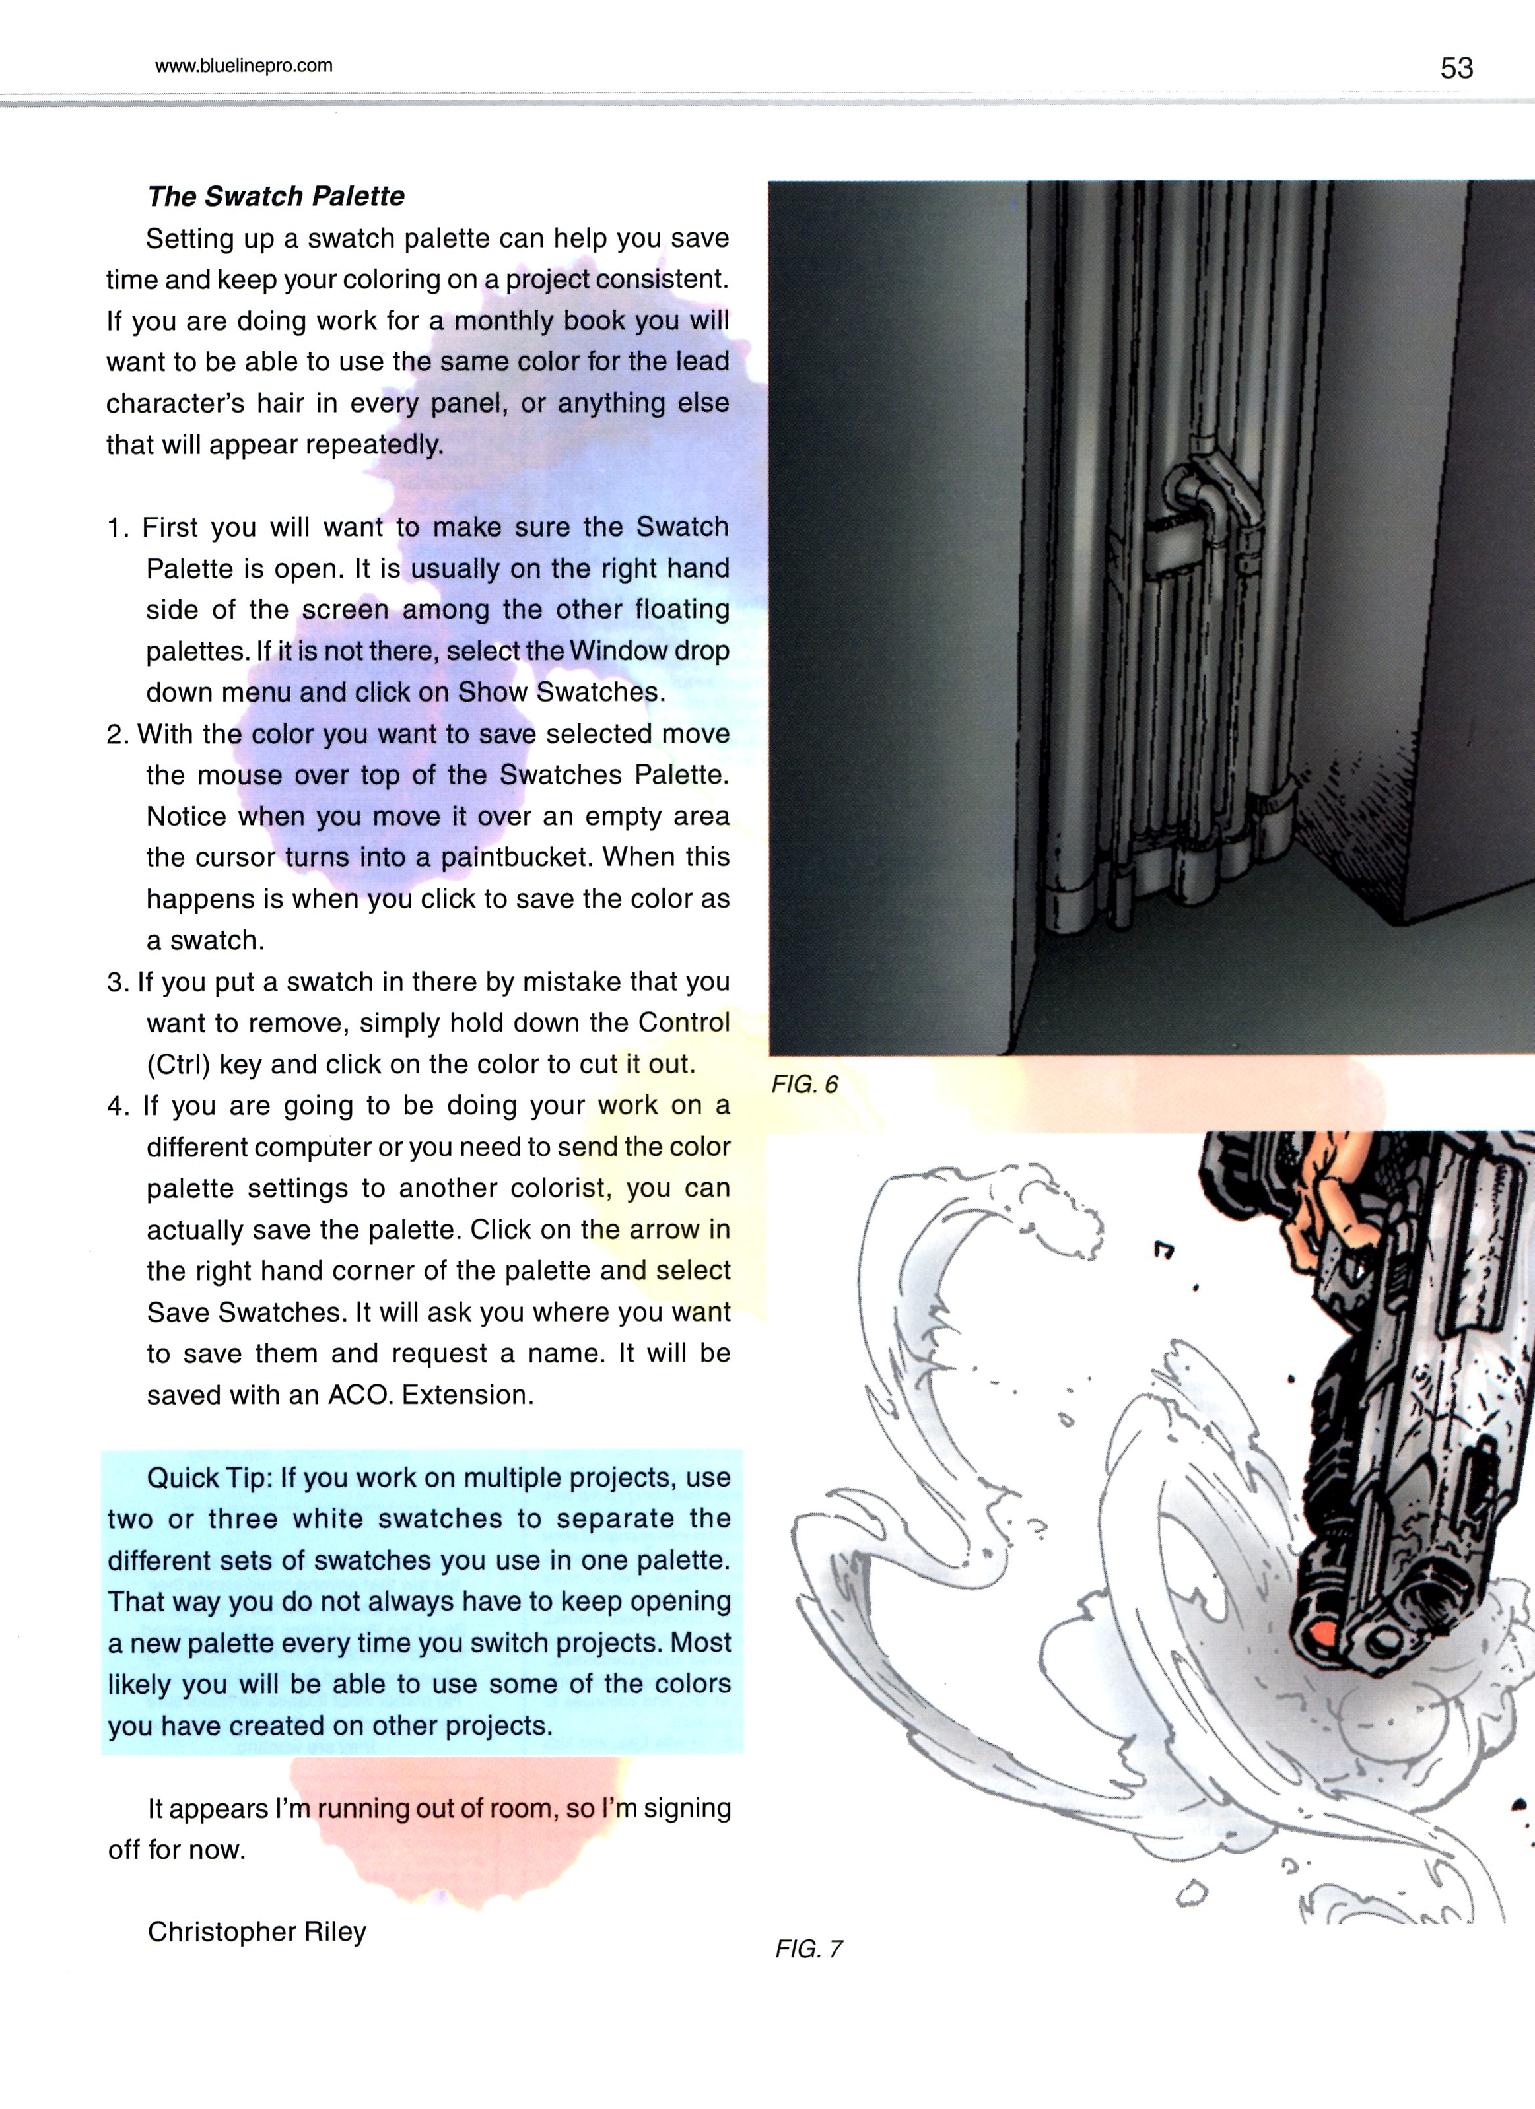 www.bluelinepro.com
53
The Swatch Palette
Setting up a swatch palette can help you save
time and keep your coloring on a project consistent.
If you are doing work for a monthly book you will
want to be able to use the same color for the lead
character's hair in every panel, or anything else
that will appear repeatedly.
1. First you will want to make sure the Swatch
Palette is open. It is usually on the right hand
side of the screen among the other floating
palettes. If it is not there, select the Window drop
down menu and click on Show Swatches.
2. With the color you want to save selected move
the mouse over top of the Swatches Palette.
Notice when you move it over an empty area
the cursor turns into a paintbucket. When this
happens is when you click to save the color as
a swatch.
3. If you put a swatch in there by mistake that you
want to remove, simply hold down the Control
(Ctrl) key and click on the color to cut it out.
4. If you are going to be doing your work on a
different computer or you need to send the color
palette settings to another colorist, you can
actually save the palette. Click on the arrow in
the right hand corner of the palette and select
Save Swatches. It will ask you where you want
to save them and request a name. It will be
saved with an ACO. Extension.
Quick Tip: If you work on multiple projects, use
two or three white swatches to separate the
different sets of swatches you use in one palette.
That way you do not always have to keep opening
a new palette every time you switch projects. Most
likely you will be able to use some of the colors
you have created on other projects.
It appears I'm running out of room, so I'm signing
off for now.
Christopher Riley
FIG. 6
FIG. 7